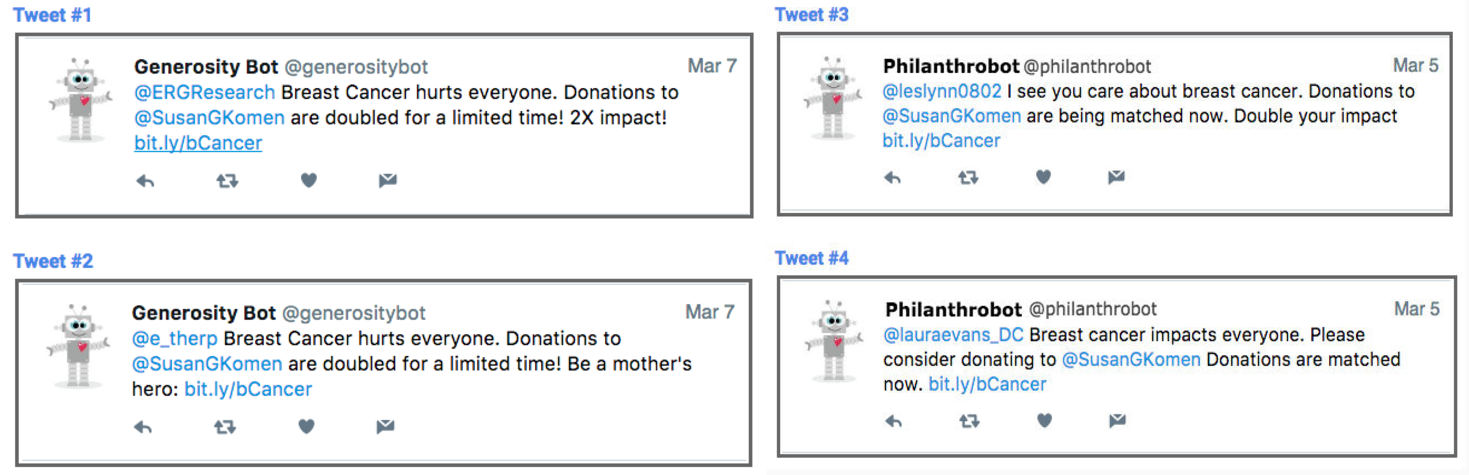 Tweet #1
Generosity Bot @generositybot Mar 7
@ERGResearch Breast Cancer hurts everyone. Donations to
@SusanGKomen are doubled for a limited time! 2X impact!
bit.ly/bCancer
Tweet #2
Generosity Bot @generositybot Mar 7
@e_therp Breast Cancer hurts everyone. Donations to
@SusanGKomen are doubled for a limited time! Be a mother's
hero: bit.ly/bCancer
Tweet #3
Philanthrobot @philanthrobot Mar 5
@leslynn0802 I see you care about breast cancer. Donations to
@SusanGKomen are being matched now. Double your impact
bit.ly/bCancer
Tweet #4
Philanthrobot @philanthrobot Mar 5
@lauraevans_DC Breast cancer impacts everyone. Please
consider donating to @SusanGKomen Donations are matched
now. bit.ly/bCancer